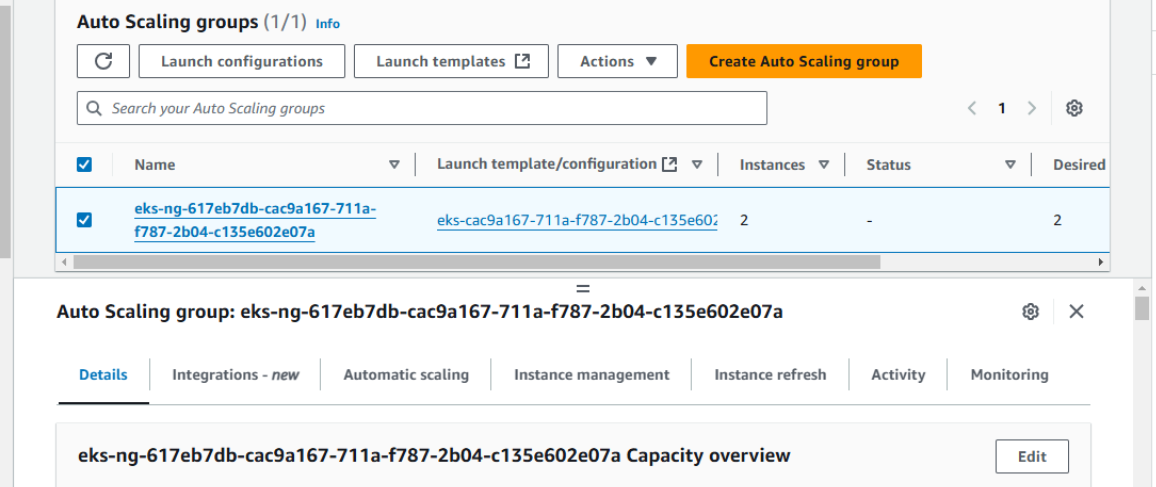 Auto Scaling groups (1/1) Info
Launch configurations Launch templates Actions Create Auto Scaling group
Search your Auto Scaling groups 1
Name Launch template/configuration Instances Status Desired
eks-ng-617eb7db-cac9a167-711a-
f787-2b04-c135e602e07a
eks-cac9a167-711a-f787-2b04-c135e602 2 - 2
Auto Scaling group: eks-ng-617eb7db-cac9a167-711a-f787-2b04-c135e602e07a
Details Integrations - new Automatic scaling Instance management Instance refresh Activity Monitoring
eks-ng-617eb7db-cac9a167-711a-f787-2b04-c135e602e07a Capacity overview Edit